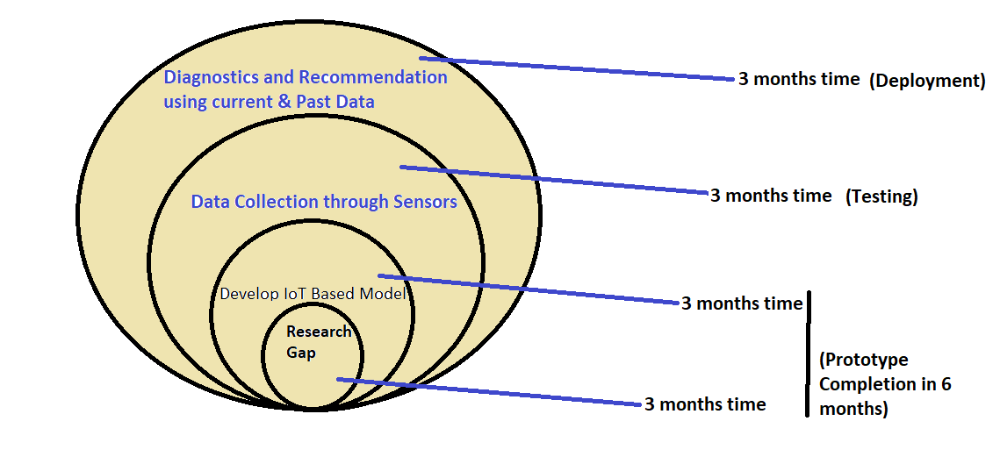 Diagnostics and Recommendation
using current & Past Data
3 months time (Deployment)
Data Collection through Sensors
3 months time (Testing)
Develop IoT Based Model
3 months time
Research
Gap
3 months time
(Prototype
Completion in 6
months)